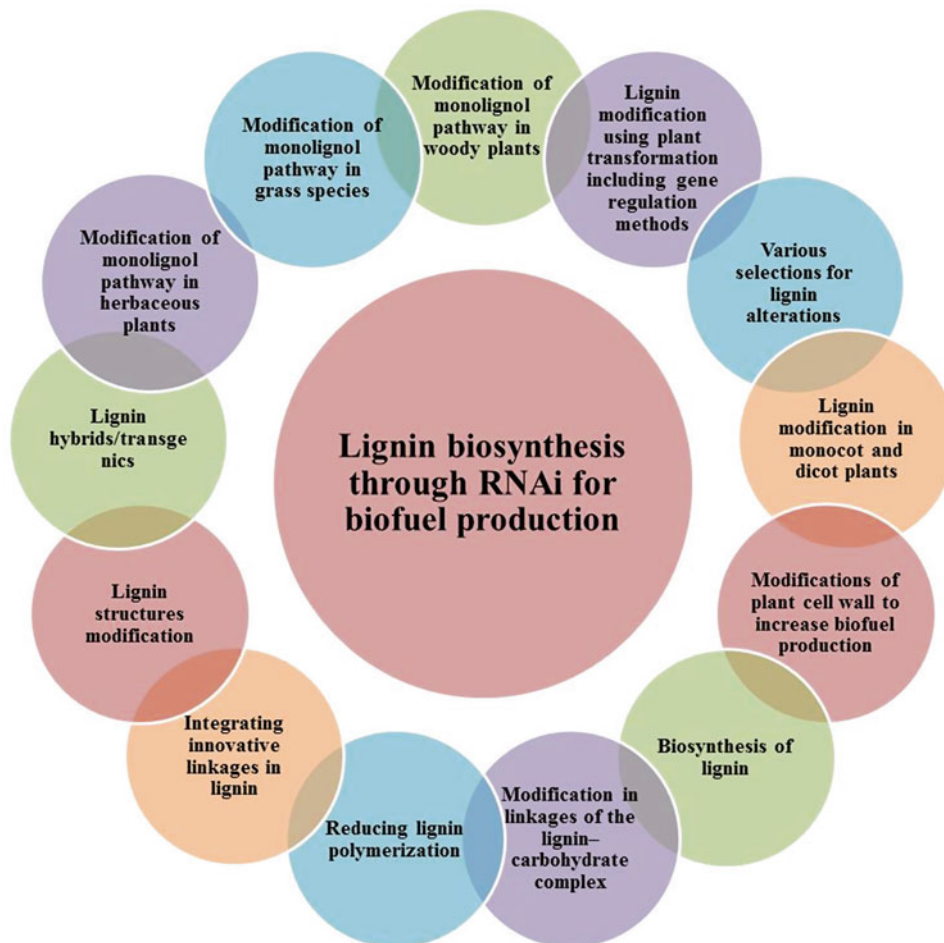 Modification of
monolignol
pathway in
woody plants
Lignin
modification
using plant
transformation
including gene
regulation
methods
Various
selections for
lignin
alterations
Lignin
modification in
monocot and
dicot plants
Modifications of
plant cell wall to
increase biofuel
production
Biosynthesis of
lignin
Modification in
linkages of the
lignin–
carbohydrate
complex
Reducing lignin
polymerization
Integrating
innovative
linkages in
lignin
Lignin
structures
modification
Lignin
hybrids/transge
nics
Modification of
monolignol
pathway in
herbaceous
plants
Modification of
monolignol
pathway in
grass species
Lignin biosynthesis
through RNAi for
biofuel production